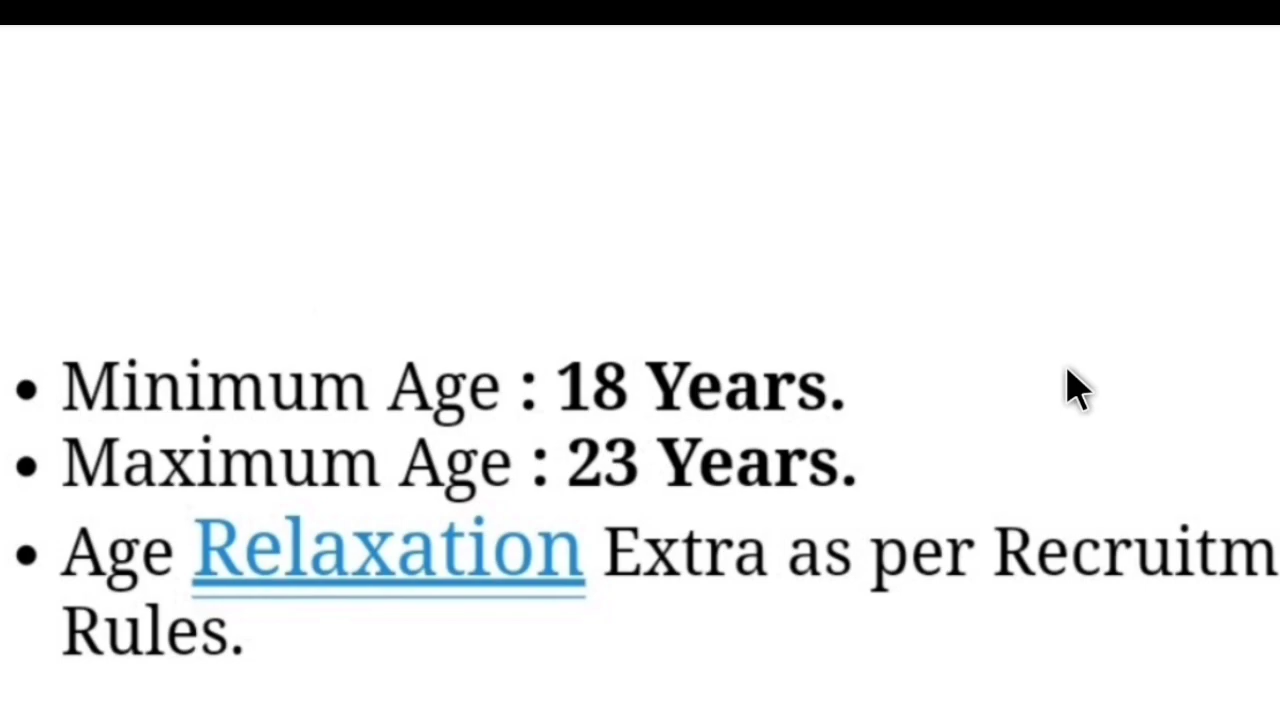 • Minimum Age : 18 Years.
• Maximum Age : 23 Years.
• Age Relaxation Extra as per Recruitm
Rules.